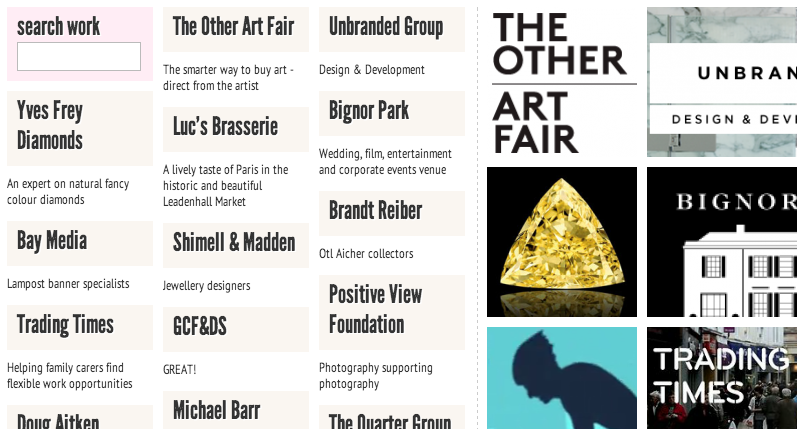 search work
Yves Frey
Diamonds
An expert on natural fancy
colour diamonds
Bay Media
Lampost banner specialists
Trading Times
Helping family carers find
flexible work opportunities
Doug Aitken
The Other Art Fair
The smarter way to buy art -
direct from the artist
Luc's Brasserie
A lively taste of Paris in the
historic and beautiful
Leadenhall Market
Shimell & Madden
Jewellery designers
GCF&DS
GREAT!
Michael Barr
Unbranded Group
Design & Development
Bignor Park
Wedding, film, entertainment
and corporate events venue
Brandt Reiber
Otl Aicher collectors
Positive View
Foundation
Photography supporting
photography
The Quarter Group
THE
OTHER
ART
FAIR
UNBRAN
DESIGN & DEVE
BIGNOR
TRADING
TIMES